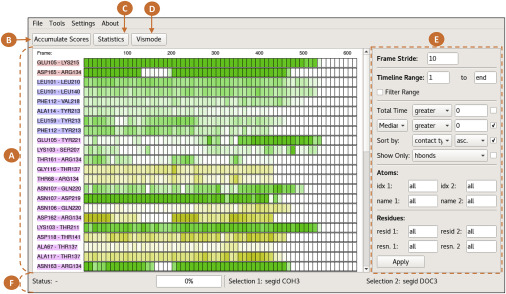 C
D
E
File Tools Settings About
B
Accumulate Scores Statistics Vismode
Frame: 100 200 300 400 500 600
GLU105 - LYS215
ASP165 - ARG134
LEU101 - LEU210
LEU101 - LEU140
PHE112 - VAL218
ALA114 - TYR213
LEU159 - TYR213
PHE112 - TYR213
GLU105 - TYR221
LYS103 - SER207
A
THR161 - ARG134
GLY116 - THR137
THR68 - ARG134
ASN107 - GLN220
ASN107 - ASP219
ASN106 - GLN220
ASP162 - ARG134
LYS103 - THR211
ASP118 - THR141
ALA67 - THR137
ALA117 - THR137
ASN163 - ARG134
Frame Stride: 10
Timeline Range: 1 to end
Filter Range
Total Time greater 0
Median greater 0
Sort by: contact ty asc.
Show Only: hbonds
Atoms:
idx 1: all idx 2: all
name 1: all name 2: all
Residues:
resid 1: all resid 2: all
resn. 1: all resn. 2 all
Apply
F
Status: - 0% Selection 1: segid COH3 Selection 2: segid DOC3